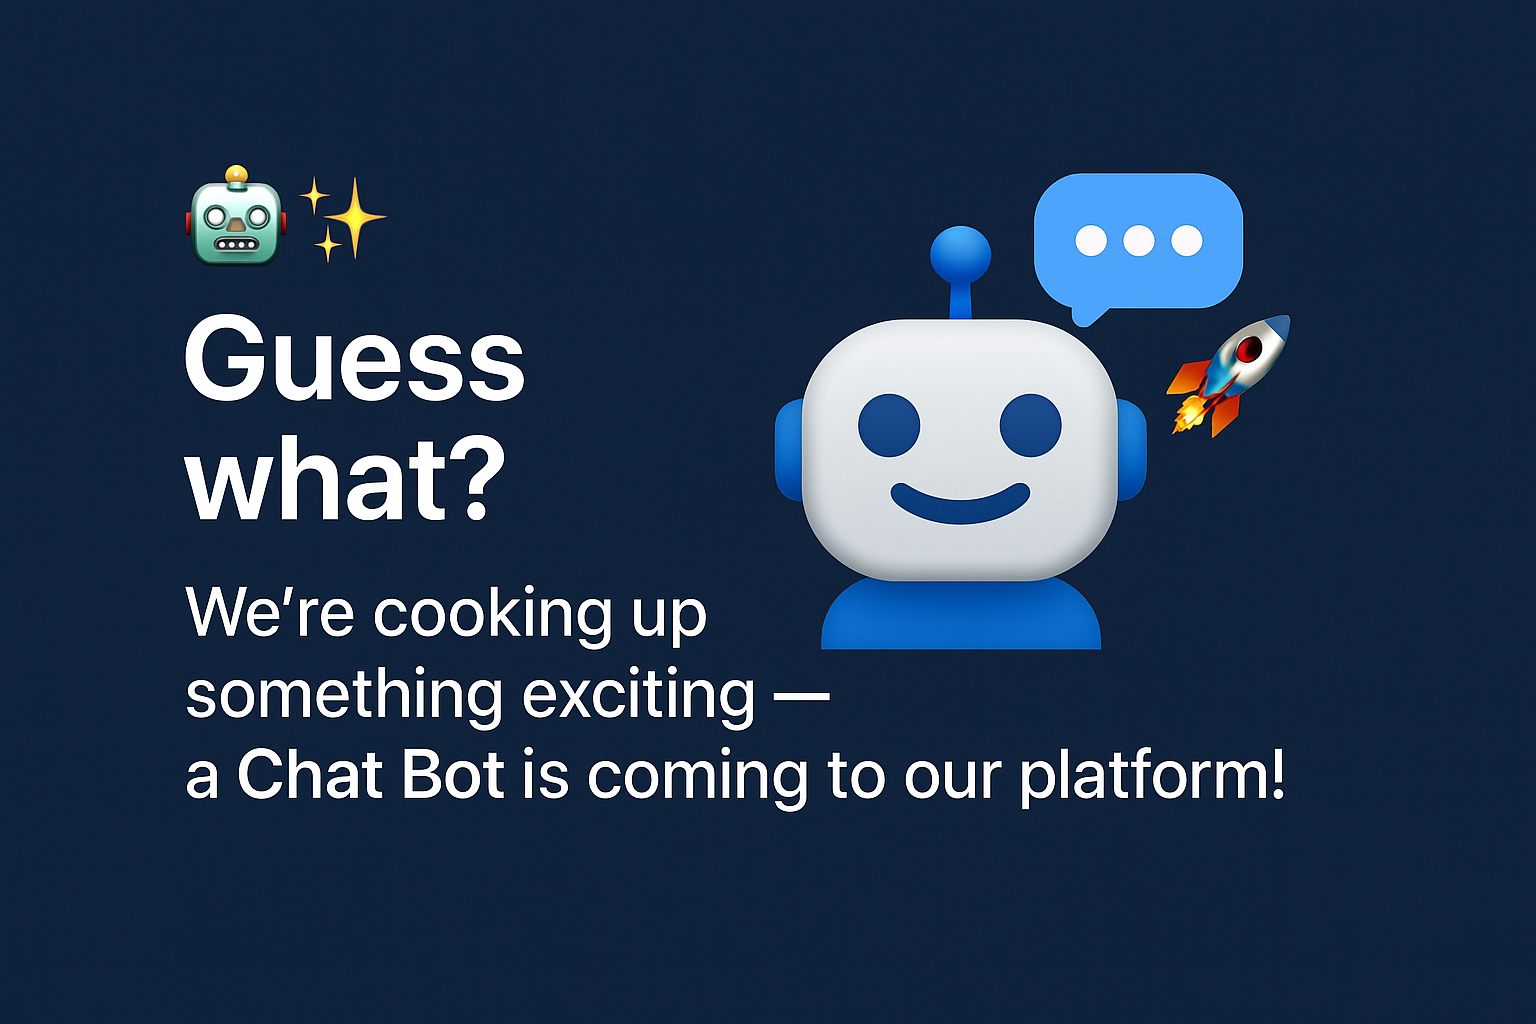 Guess
what?
We’re cooking up
something exciting —
a Chat Bot is coming to our platform!